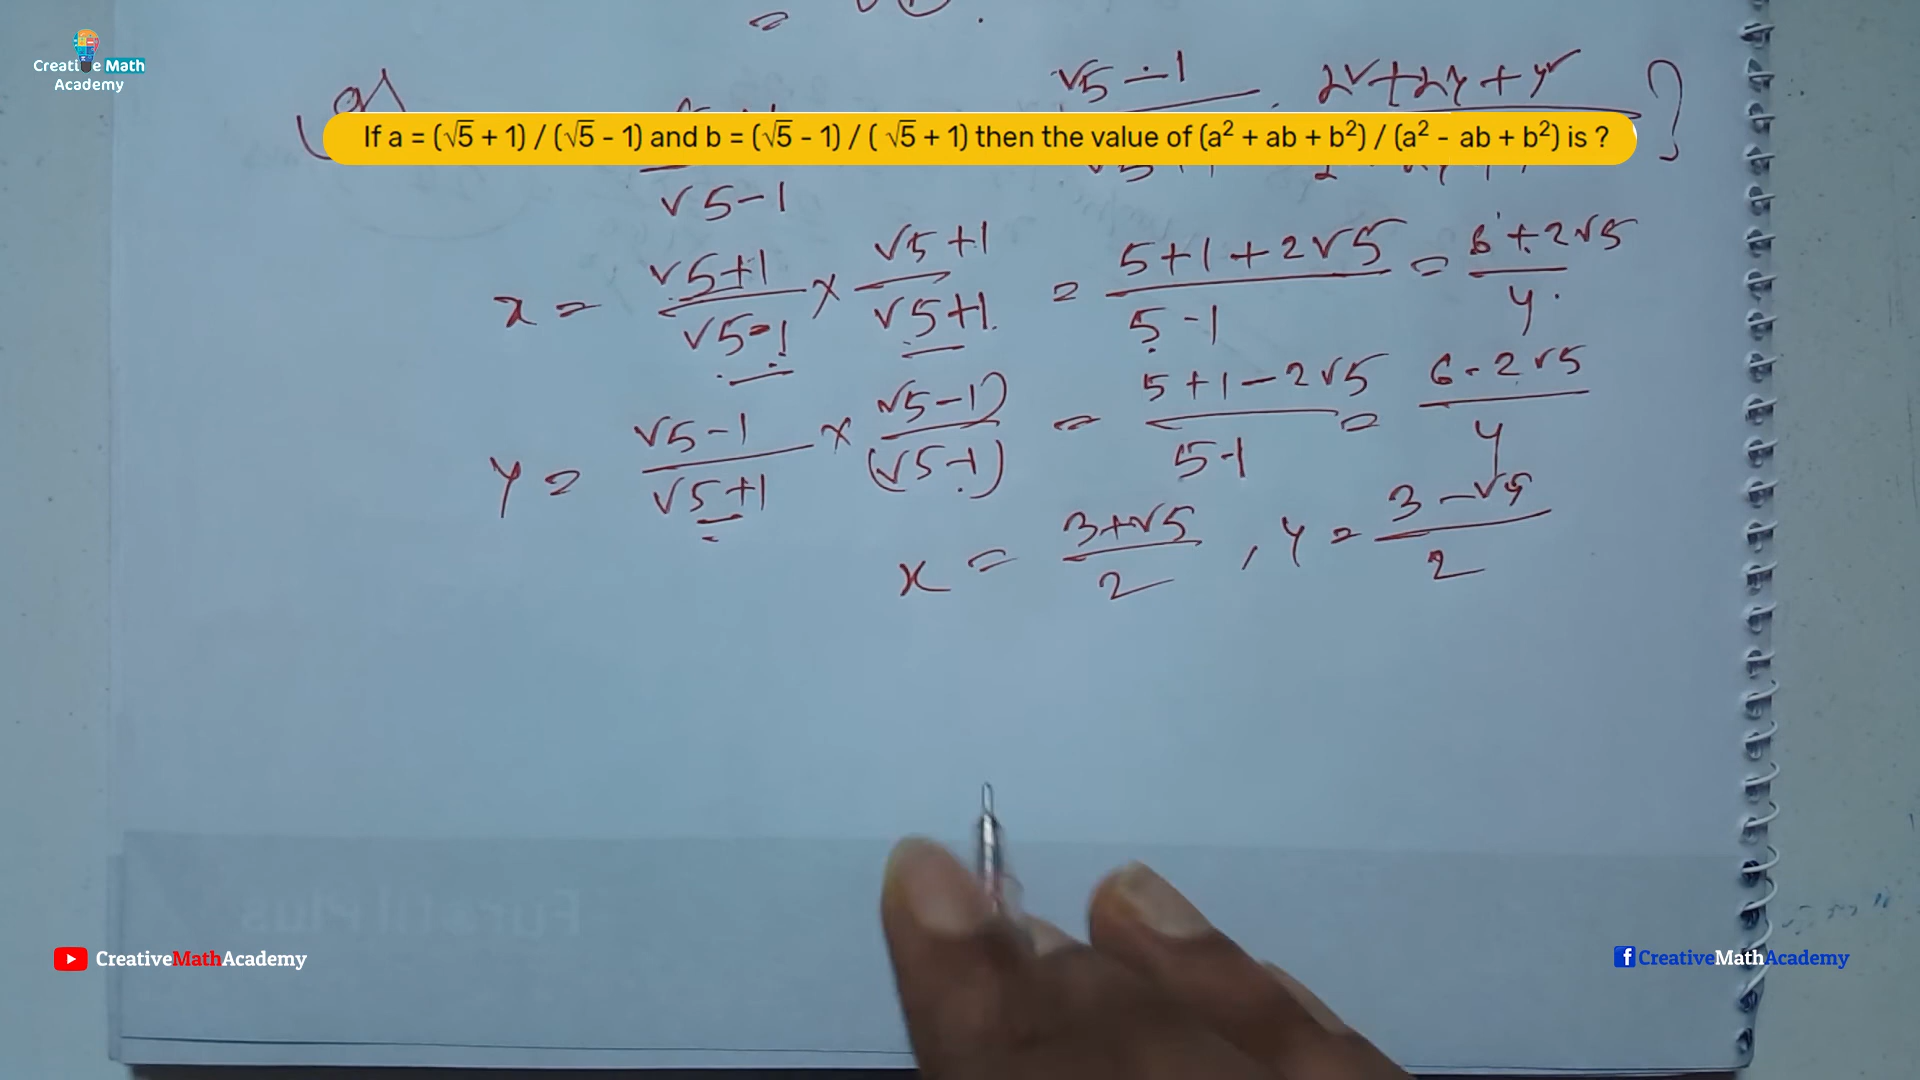 = √
Creative Math
Academy
√5 - 1
If a = (√5 + 1) / (√5 - 1) and b = (√5 - 1) / ( √5 + 1) then the value of (a² + ab + b²) / (a² - ab + b²) is ?
√5-1
x = √5+1 / √5-1 × √5+1 / √5+1 = 5+1+2√5 / 5-1 = 6+2√5 / 4
y = √5-1 / √5+1 × (√5-1) / (√5-1) = 5+1-2√5 / 5-1 = 6-2√5 / 4
x = 3+√5 / 2 , y = 3-√5 / 2
CreativeMathAcademy
CreativeMathAcademy